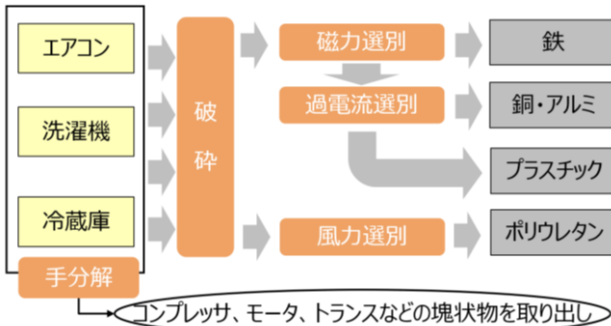 エアコン
洗濯機
冷蔵庫
手分解
破
砕
磁力選別
過電流選別
風力選別
鉄
銅・アルミ
プラスチック
ポリウレタン
コンプレッサ、モータ、トランスなどの塊状物を取り出し